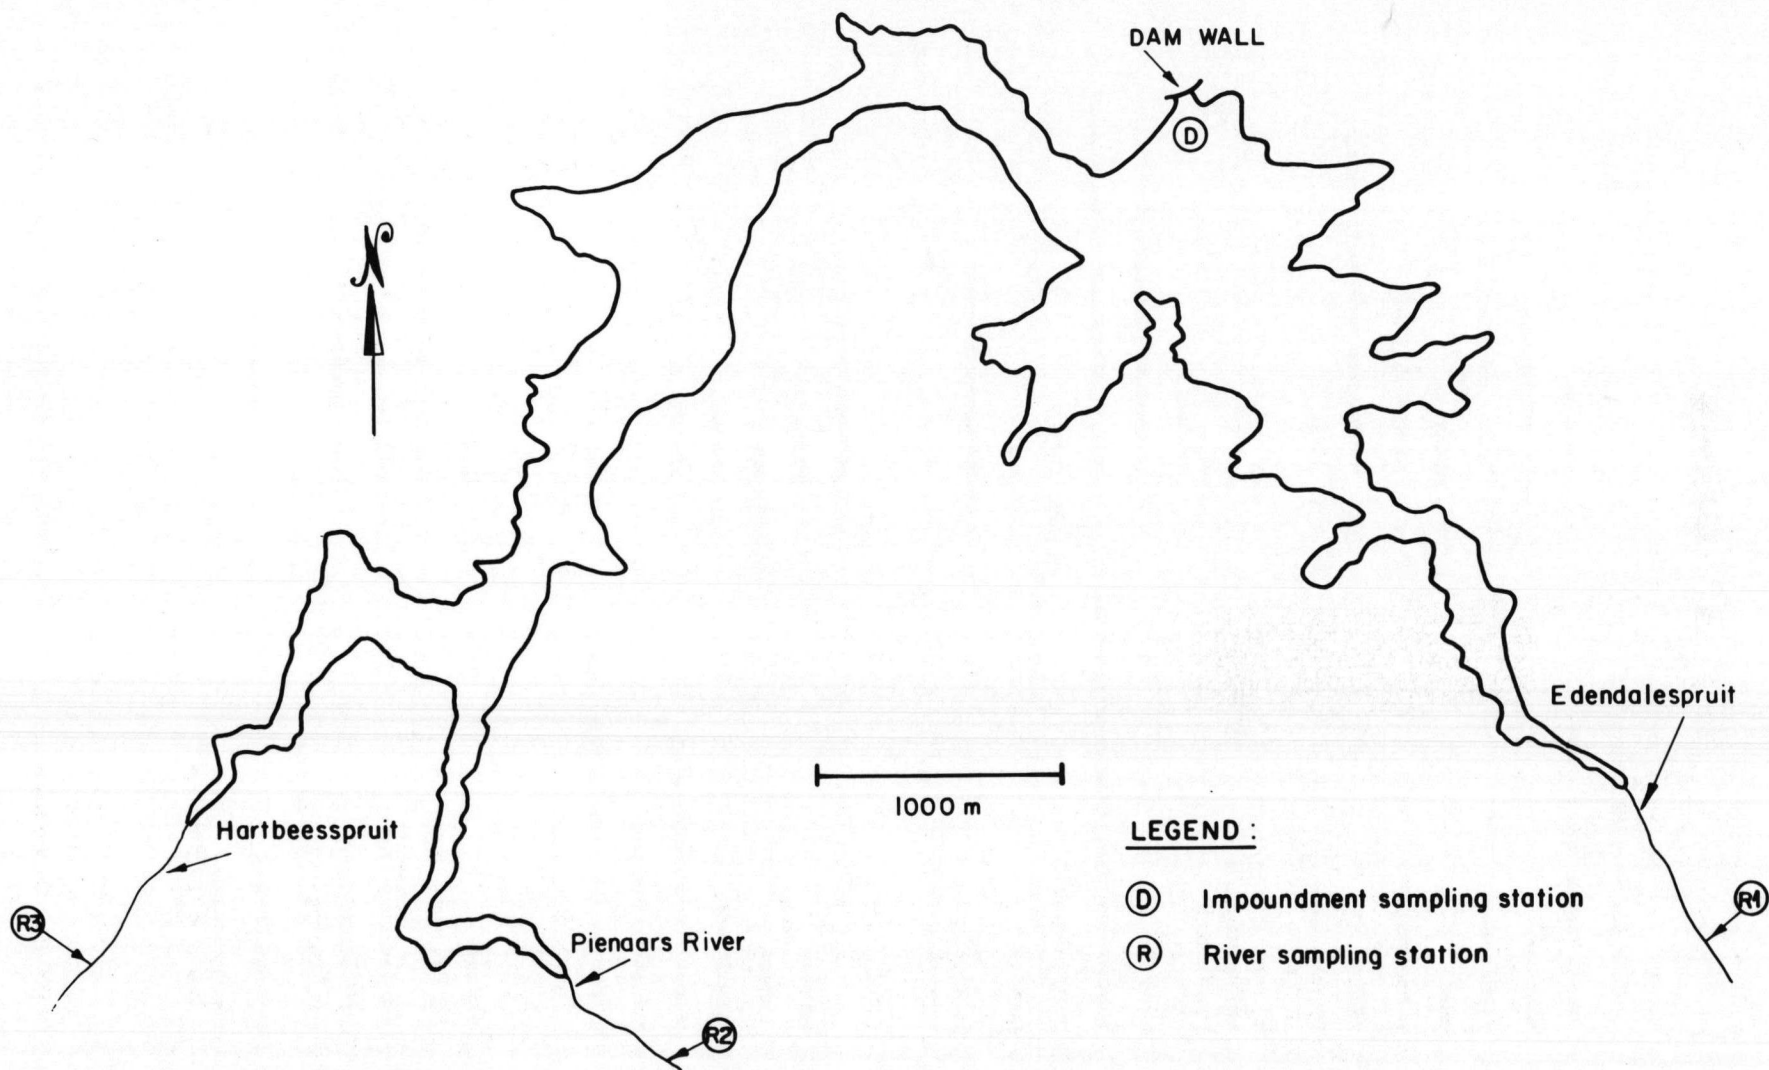 DAM WALL
D
N
Edendalespruit
1000 m
Hartbeesspruit
LEGEND :
D Impoundment sampling station
R River sampling station
R1
R3
Pienaars River
R2